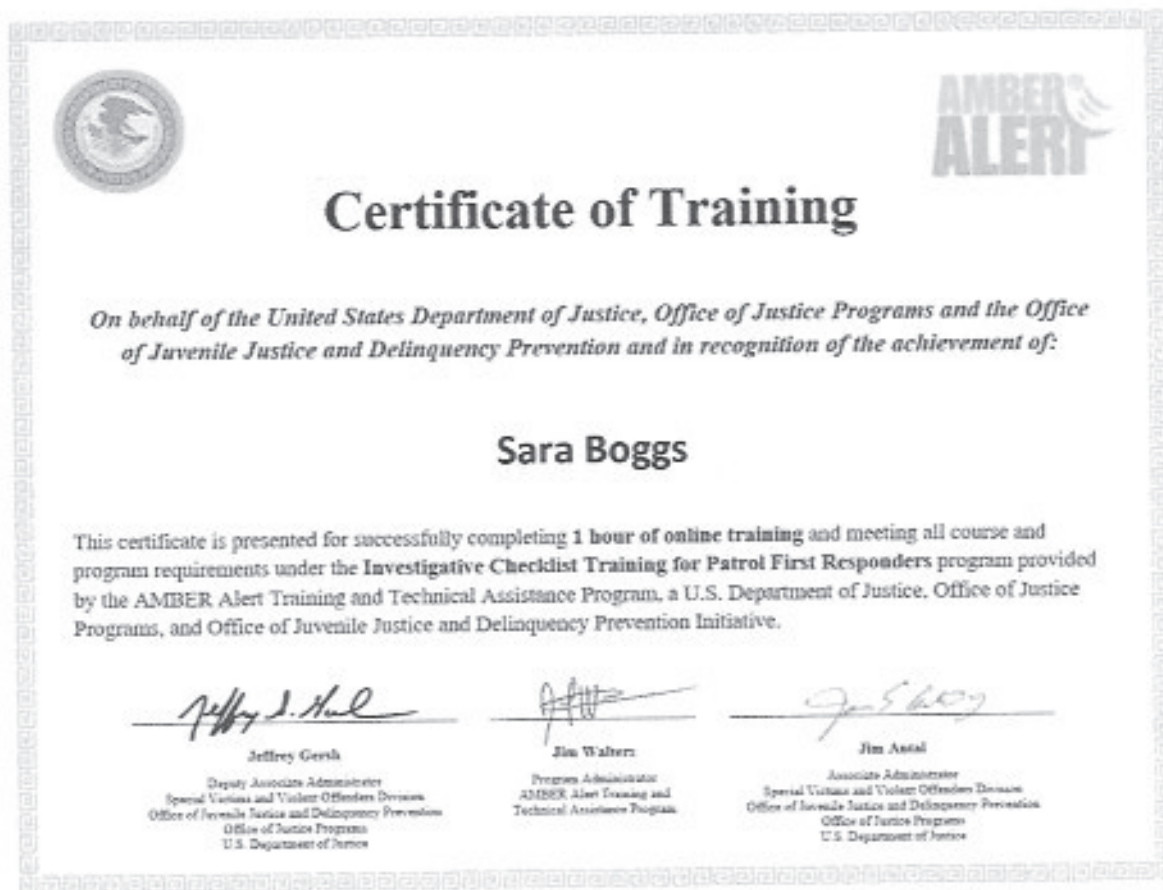 AMBER
ALERT
Certificate of Training
On behalf of the United States Department of Justice, Office of Justice Programs and the Office
of Juvenile Justice and Delinquency Prevention and in recognition of the achievement of:
Sara Boggs
This certificate is presented for successfully completing 1 hour of online training and meeting all course and
program requirements under the Investigative Checklist Training for Patrol First Responders program provided
by the AMBER Alert Training and Technical Assistance Program, a U.S. Department of Justice, Office of Justice
Programs, and Office of Juvenile Justice and Delinquency Prevention Initiative.
Jeffrey Gersh
Deputy Associate Administrator
Special Victims and Violent Offenders Division
Office of Juvenile Justice and Delinquency Prevention
Office of Justice Programs
U.S. Department of Justice
Jim Walters
Program Administrator
AMBER Alert Training and
Technical Assistance Program
Jim Antal
Associate Administrator
Special Victims and Violent Offenders Division
Office of Juvenile Justice and Delinquency Prevention
Office of Justice Programs
U.S. Department of Justice